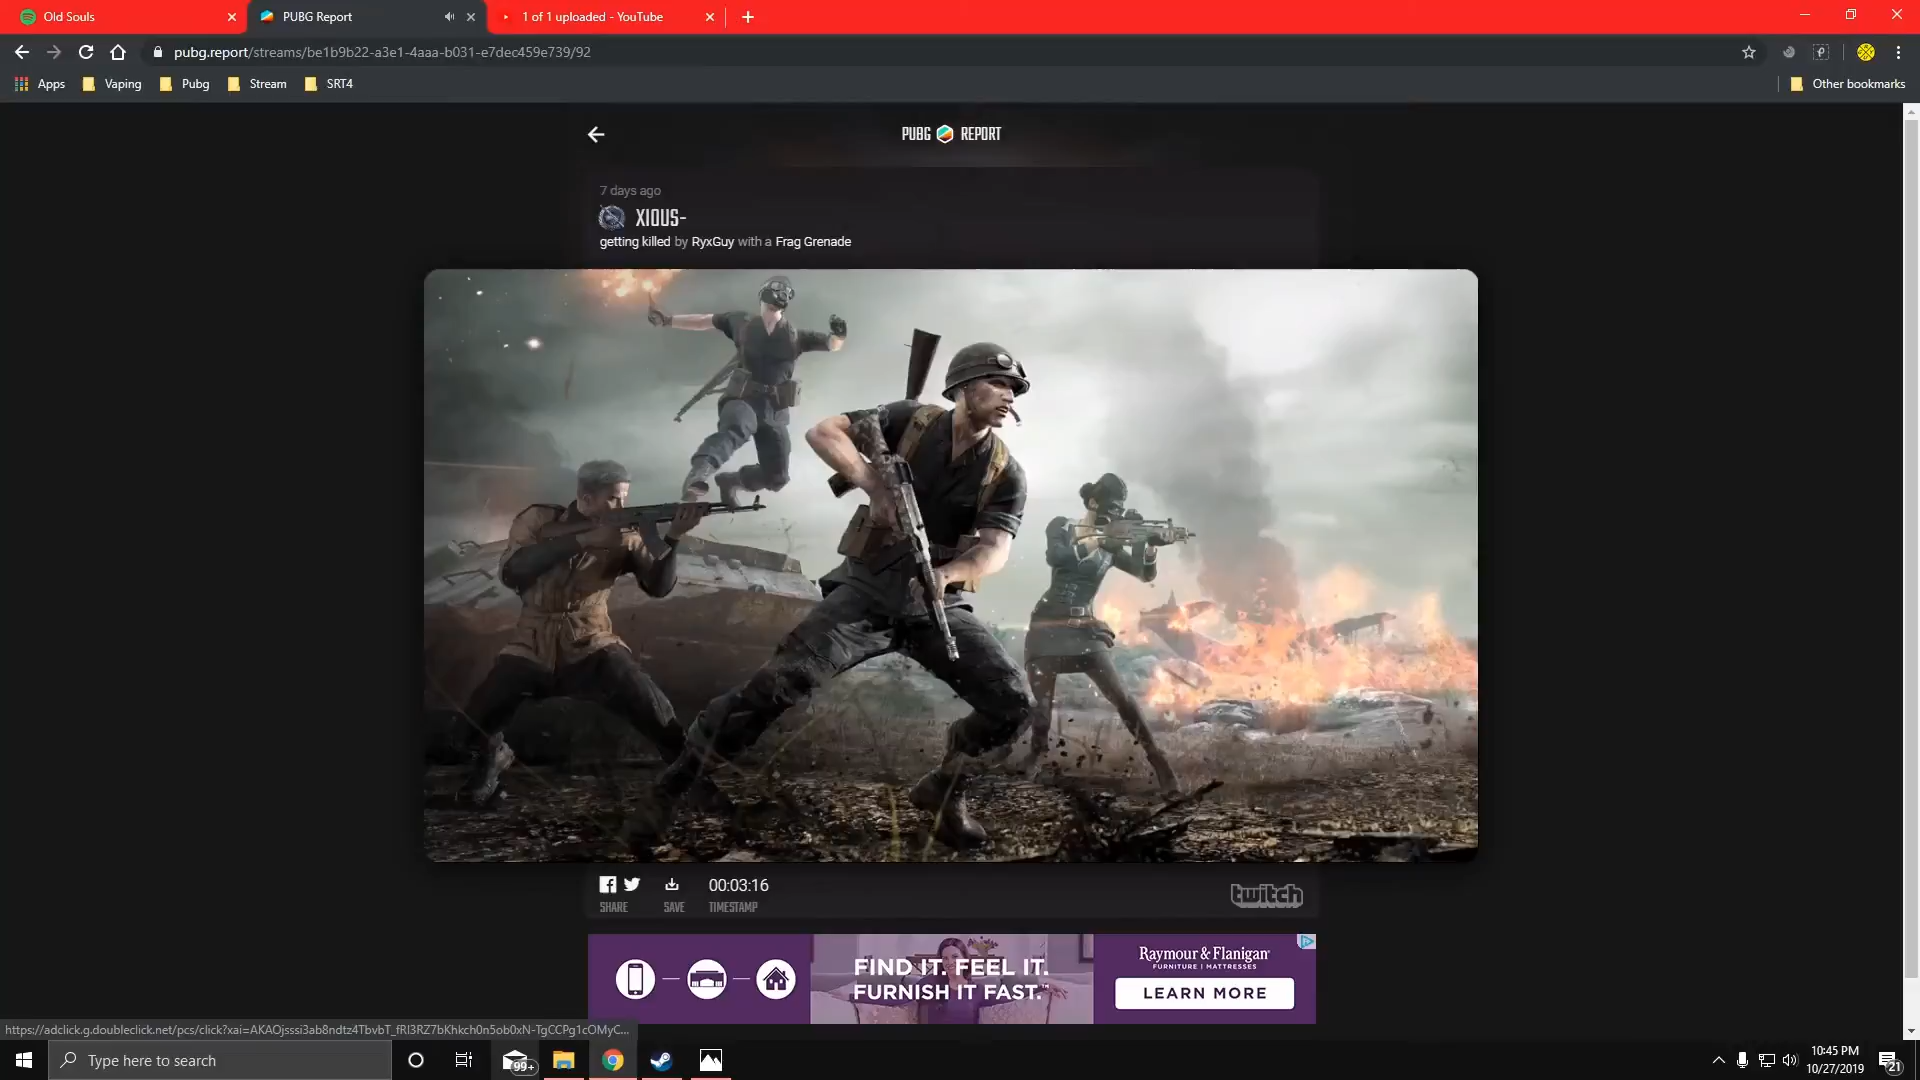 Old Souls
PUBG Report
1 of 1 uploaded - YouTube
pubg.report/streams/be1b9b22-a3e1-4aaa-b031-e7dec459e739/92
Apps
Vaping
Pubg
Stream
SRT4
Other bookmarks
PUBG REPORT
7 days ago
XIOUS-
getting killed by RyxGuy with a Frag Grenade
00:03:16
SHARE
SAVE
TIMESTAMP
twitch
FIND IT. FEEL IT.
FURNISH IT FAST.™
Raymour & Flanigan
FURNITURE | MATTRESSES
LEARN MORE
Type here to search
99+
10:45 PM
10/27/2019
21